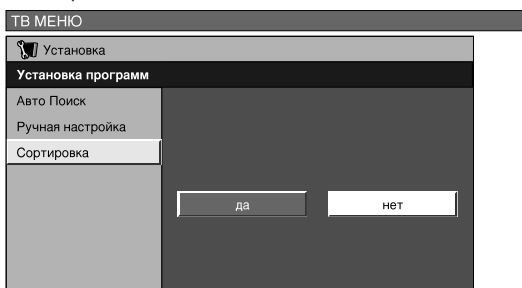 ТВ МЕНЮ
Установка
Установка программ
Авто Поиск
Ручная настройка
Сортировка
да нет